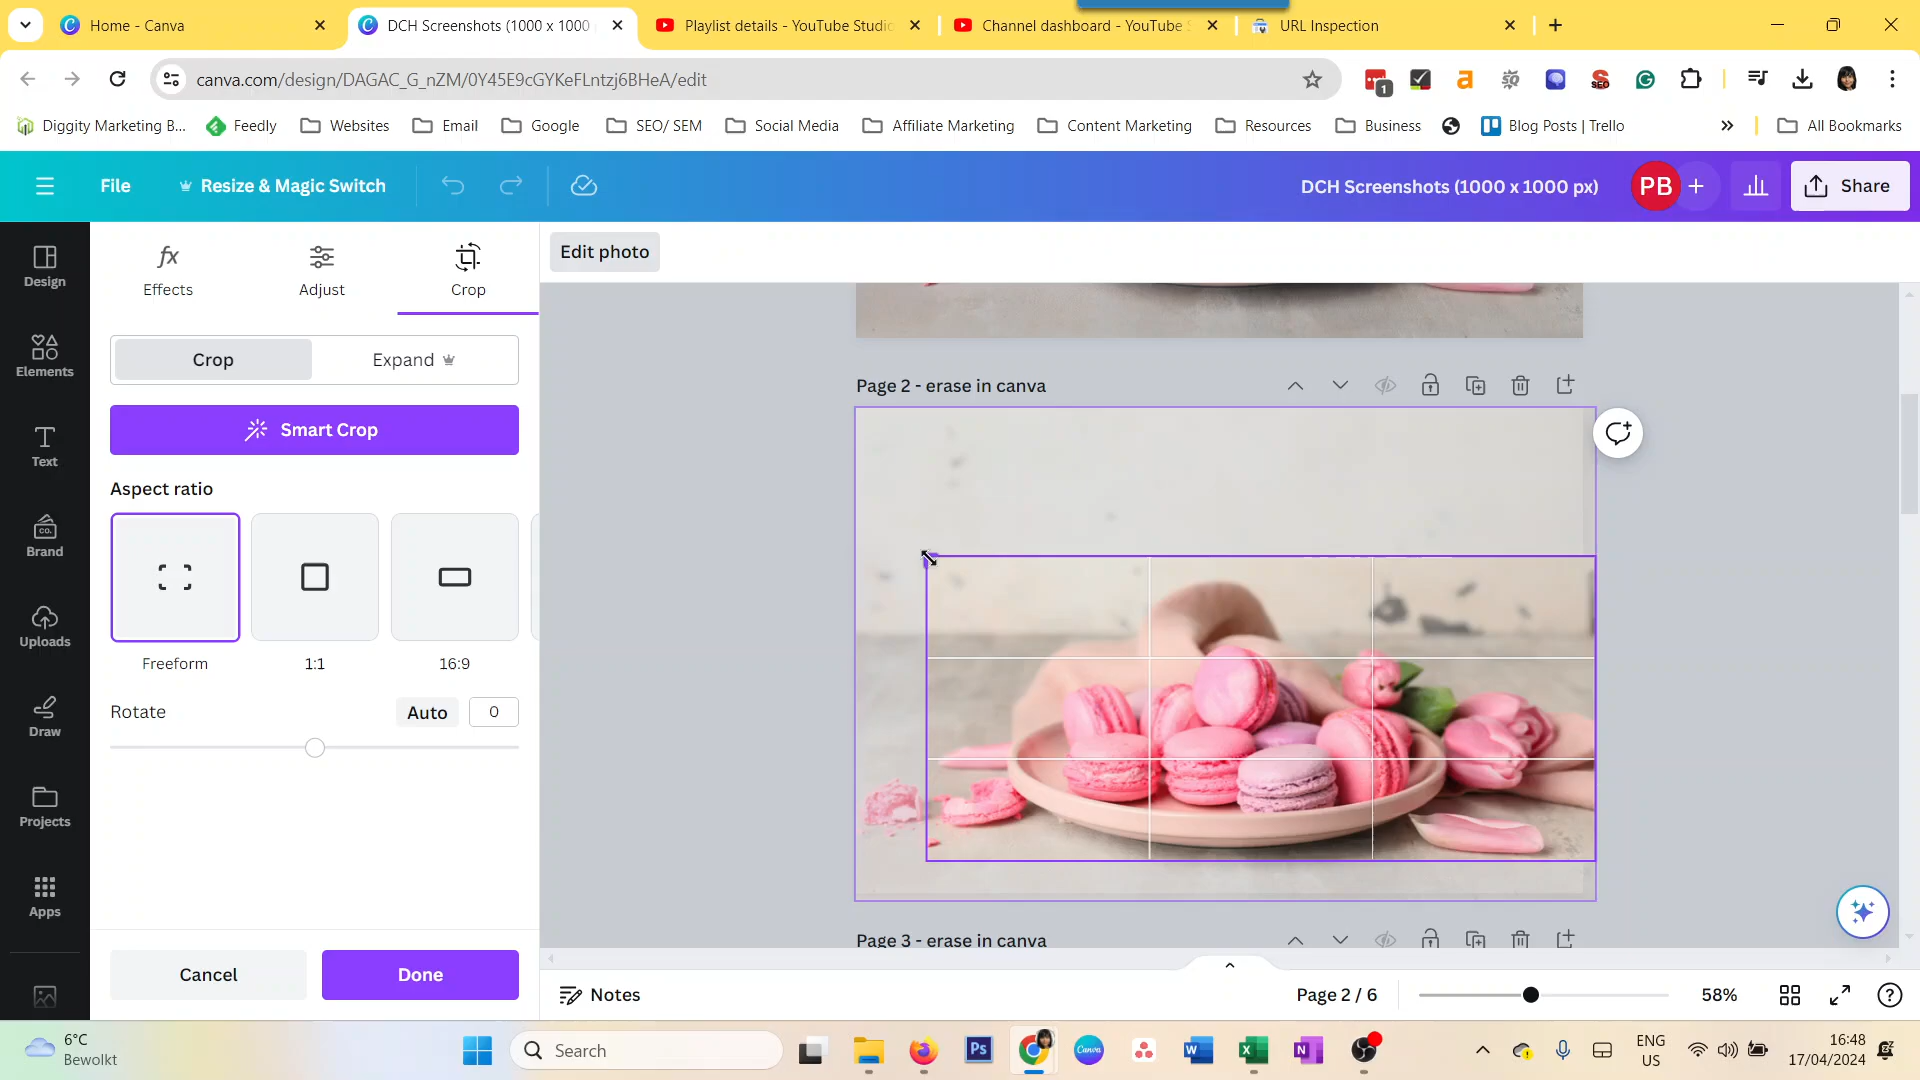 Home - Canva
DCH Screenshots (1000 x 1000
Playlist details - YouTube Studio
Channel dashboard - YouTube S
URL Inspection
canva.com/design/DAGAC_G_nZM/0Y45E9cGYKeFLntzj6BHeA/edit
1
SEO
Diggity Marketing B...
Feedly
Websites
Email
Google
SEO/ SEM
Social Media
Affiliate Marketing
Content Marketing
Resources
Business
Blog Posts | Trello
All Bookmarks
File
Resize & Magic Switch
DCH Screenshots (1000 x 1000 px)
PB
Share
Design
Elements
Text
CO.
Brand
Uploads
Draw
Projects
Apps
Effects
Adjust
Crop
Edit photo
Crop
Expand
Smart Crop
Aspect ratio
Freeform
1:1
16:9
Rotate
Auto
0
Cancel
Done
Page 2 - erase in canva
Page 3 - erase in canva
Notes
Page 2 / 6
58%
6°C
Bewolkt
Search
Ps
Canva
W
X
N
ENG
US
16:48
17/04/2024